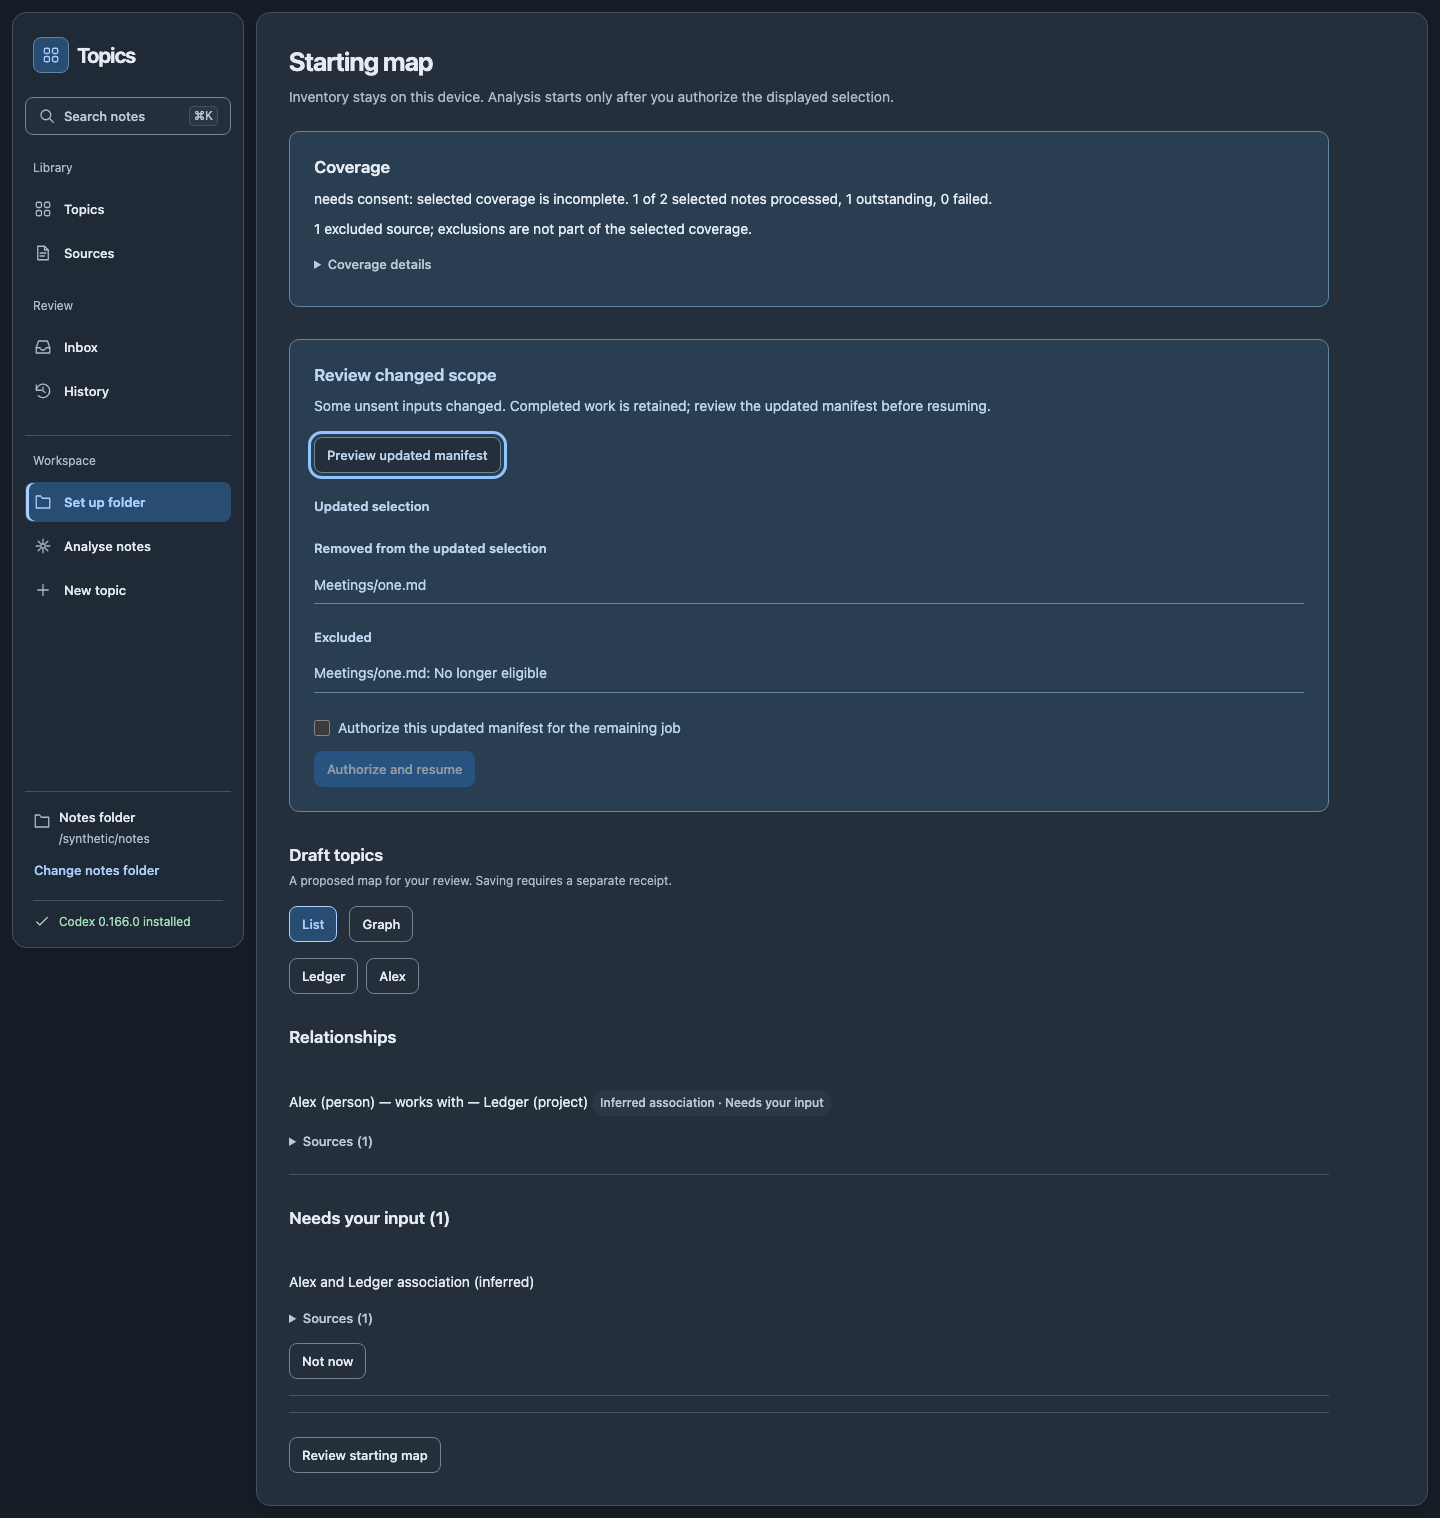 Topics
Search notes ⌘K
Library
Topics
Sources
Review
Inbox
History
Workspace
Set up folder
Analyse notes
New topic
Notes folder
/synthetic/notes
Change notes folder
Codex 0.166.0 installed
Starting map
Inventory stays on this device. Analysis starts only after you authorize the displayed selection.
Coverage
needs consent: selected coverage is incomplete. 1 of 2 selected notes processed, 1 outstanding, 0 failed.
1 excluded source; exclusions are not part of the selected coverage.
Coverage details
Review changed scope
Some unsent inputs changed. Completed work is retained; review the updated manifest before resuming.
Preview updated manifest
Updated selection
Removed from the updated selection
Meetings/one.md
Excluded
Meetings/one.md: No longer eligible
Authorize this updated manifest for the remaining job
Authorize and resume
Draft topics
A proposed map for your review. Saving requires a separate receipt.
List Graph
Ledger Alex
Relationships
Alex (person) — works with — Ledger (project) Inferred association · Needs your input
Sources (1)
Needs your input (1)
Alex and Ledger association (inferred)
Sources (1)
Not now
Review starting map